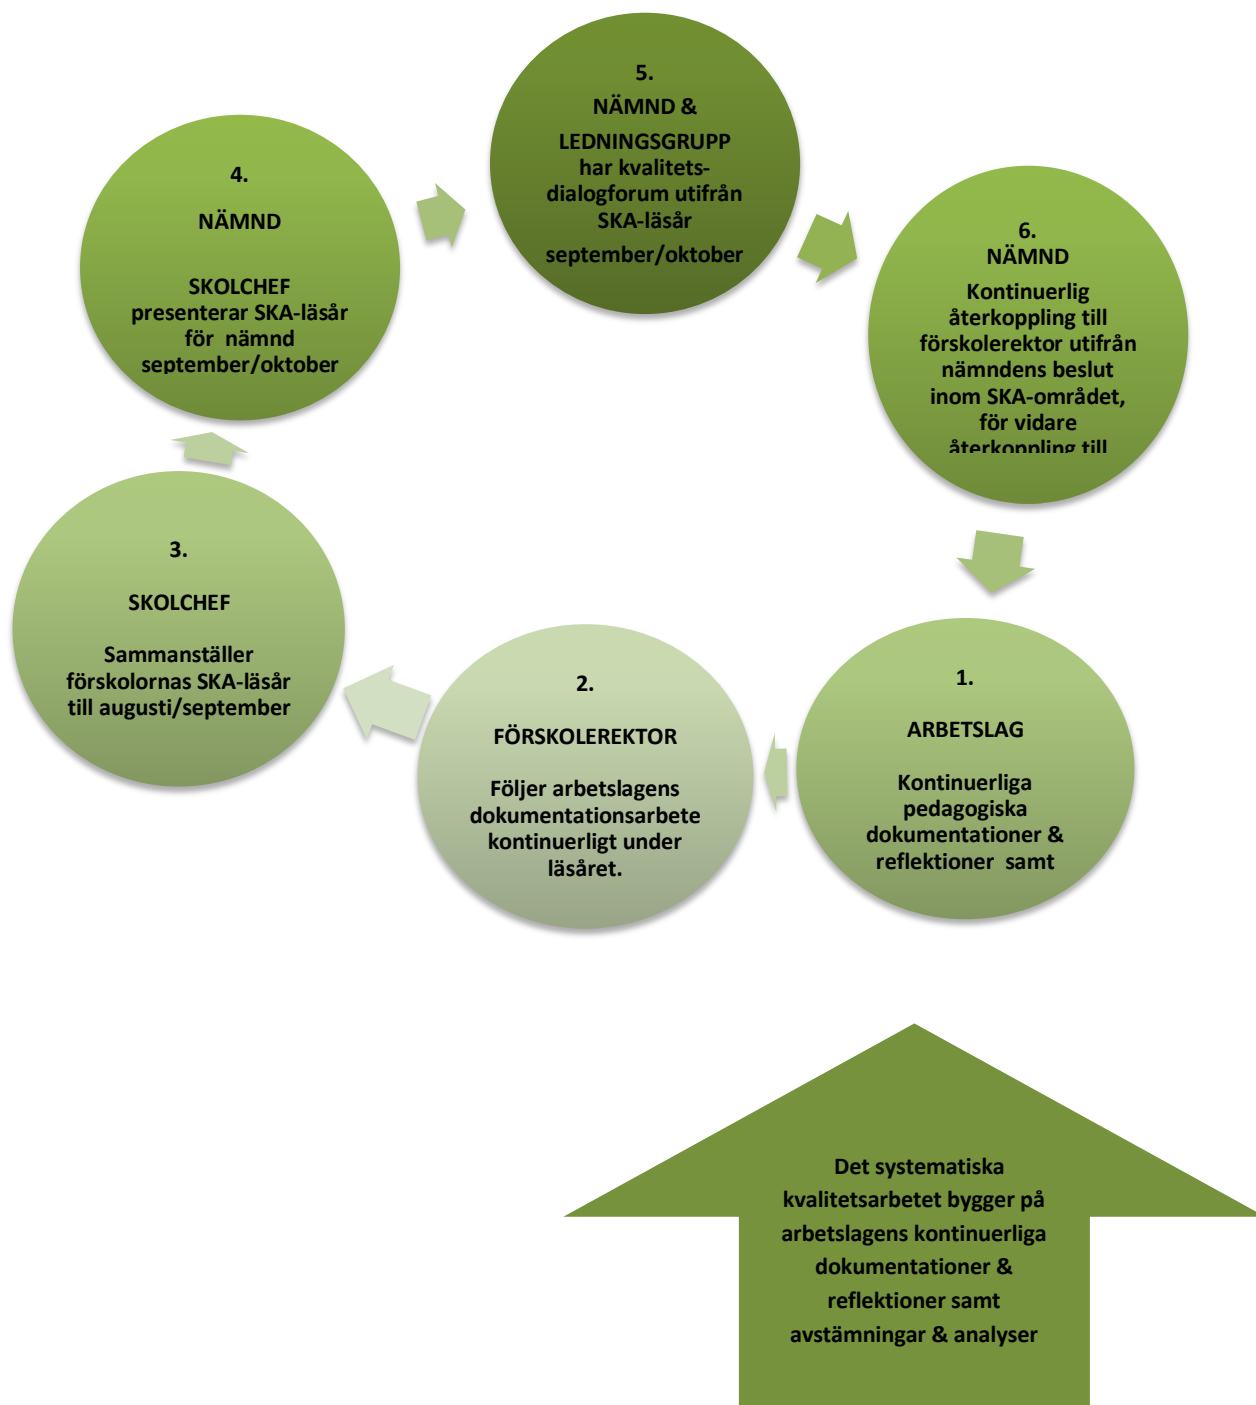 5.
NÄMND &
LEDNINGSGRUPP
har kvalitets-
dialogforum utifrån
SKA-läsår
september/oktober
4.
NÄMND
SKOLCHEF
presenterar SKA-läsår
för nämnd
september/oktober
6.
NÄMND
Kontinuerlig
återkoppling till
förskolerektor utifrån
nämndens beslut
inom SKA-området,
för vidare
återkoppling till
3.
SKOLCHEF
Sammanställer
förskolornas SKA-läsår
till augusti/september
2.
FÖRSKOLEREKTOR
Följer arbetslagens
dokumentationsarbete
kontinuerligt under
läsåret.
1.
ARBETSLAG
Kontinuerliga
pedagogiska
dokumentationer &
reflektioner samt
Det systematiska
kvalitetsarbetet bygger på
arbetslagens kontinuerliga
dokumentationer &
reflektioner samt
avstämningar & analyser